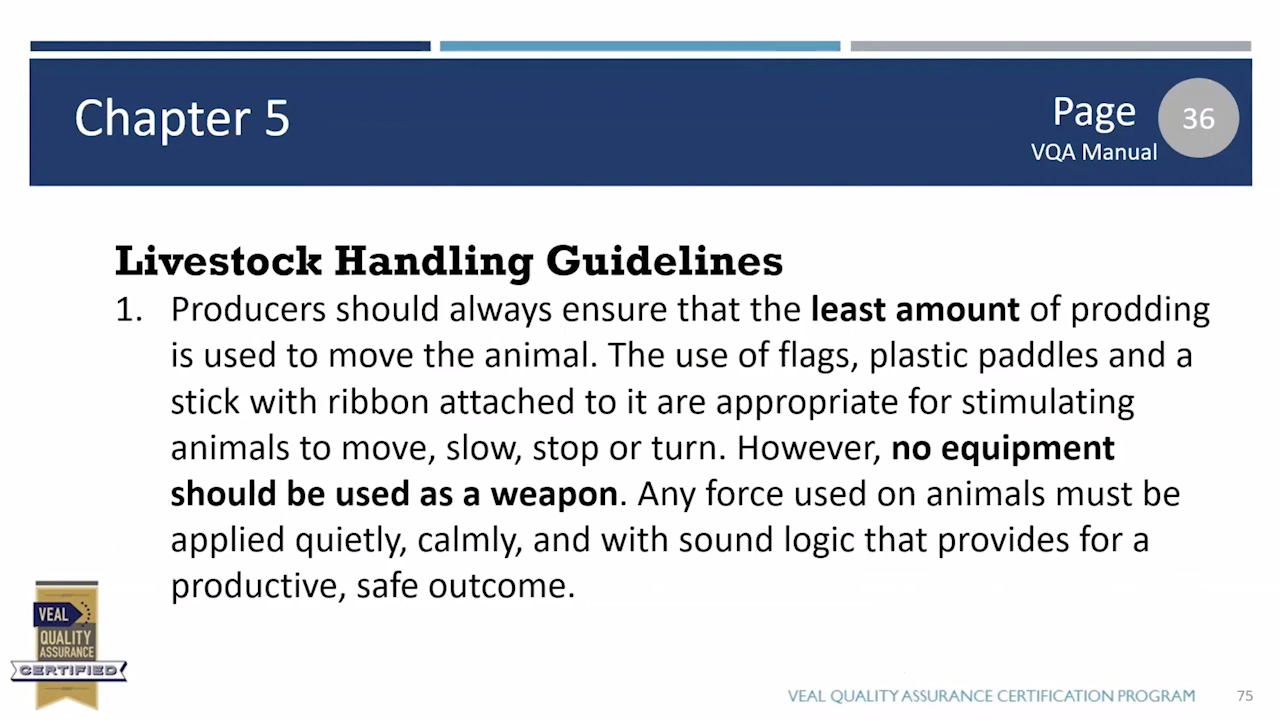 Chapter 5
Page
36
VQA Manual
Livestock Handling Guidelines
1. Producers should always ensure that the least amount of prodding
is used to move the animal. The use of flags, plastic paddles and a
stick with ribbon attached to it are appropriate for stimulating
animals to move, slow, stop or turn. However, no equipment
should be used as a weapon. Any force used on animals must be
applied quietly, calmly, and with sound logic that provides for a
productive, safe outcome.
VEAL
QUALITY
ASSURANCE
CERTIFIED
VEAL QUALITY ASSURANCE CERTIFICATION PROGRAM
75